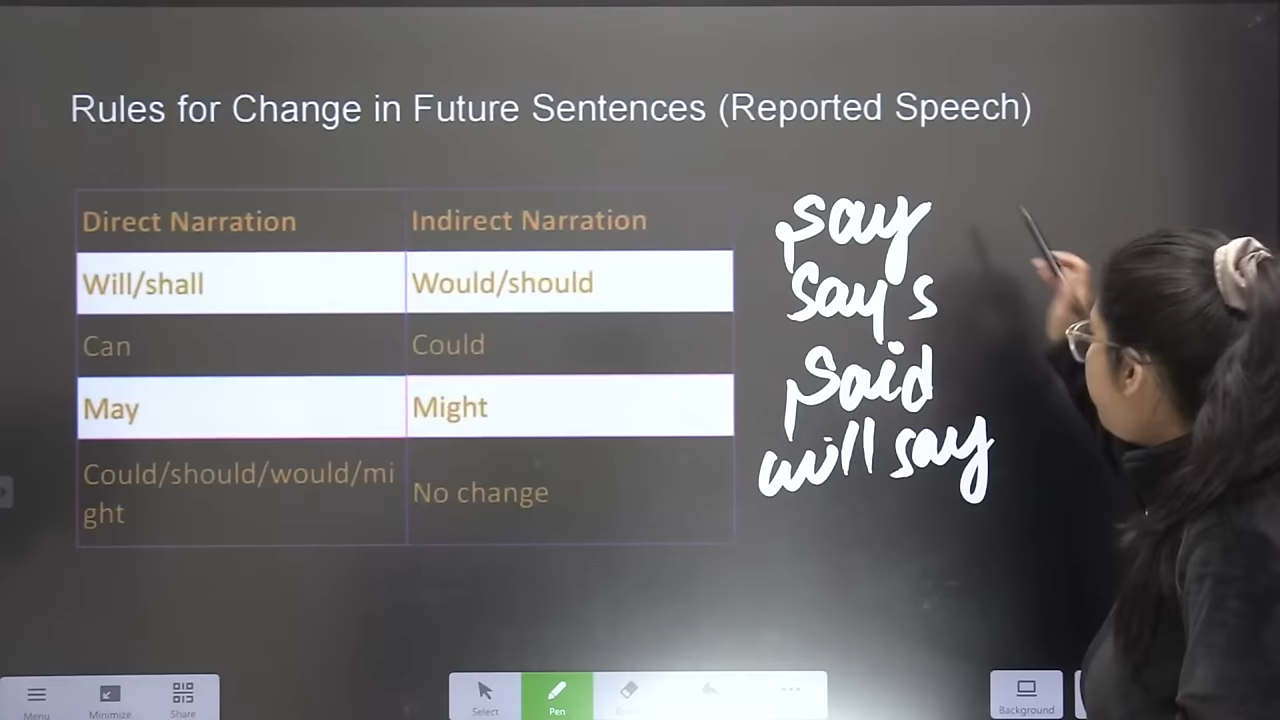 Rules for Change in Future Sentences (Reported Speech)
Direct Narration Indirect Narration
Will/shall Would/should
Can Could
May Might
Could/should/would/mi
ght
No change
say
says
said
will say
Menu Minimize Share Select Pen Background